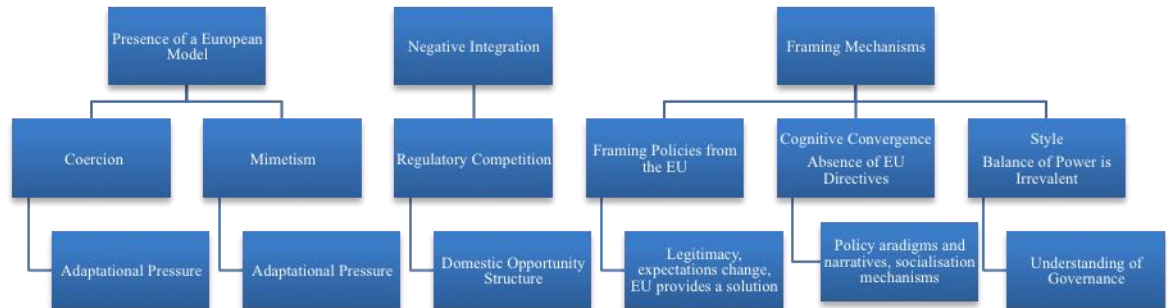 Presence of a European
Model
Negative Integration
Framing Mechanisms
Coercion
Mimetism
Regulatory Competition
Framing Policies from
the EU
Cognitive Convergence
Absence of EU
Directives
Style
Balance of Power is
Irrevalent
Adaptational Pressure
Adaptational Pressure
Domestic Opportunity
Structure
Legitimacy,
expectations change,
EU provides a solution
Policy aradigms and
narratives, socialisation
mechanisms
Understanding of
Governance